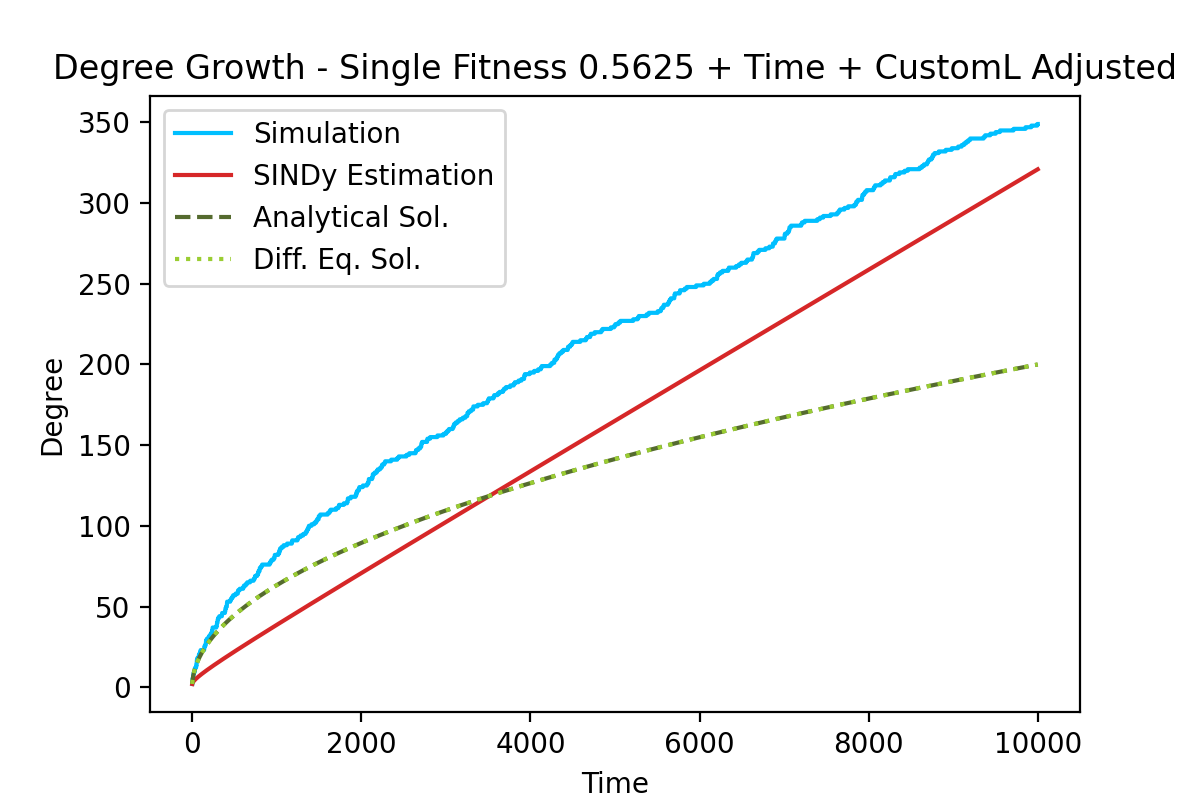 Degree Growth - Single Fitness 0.5625 + Time + CustomL Adjusted
Simulation
SINDy Estimation
Analytical Sol.
Diff. Eq. Sol.
350
300
250
200
150
100
50
0
Degree
0 2000 4000 6000 8000 10000
Time